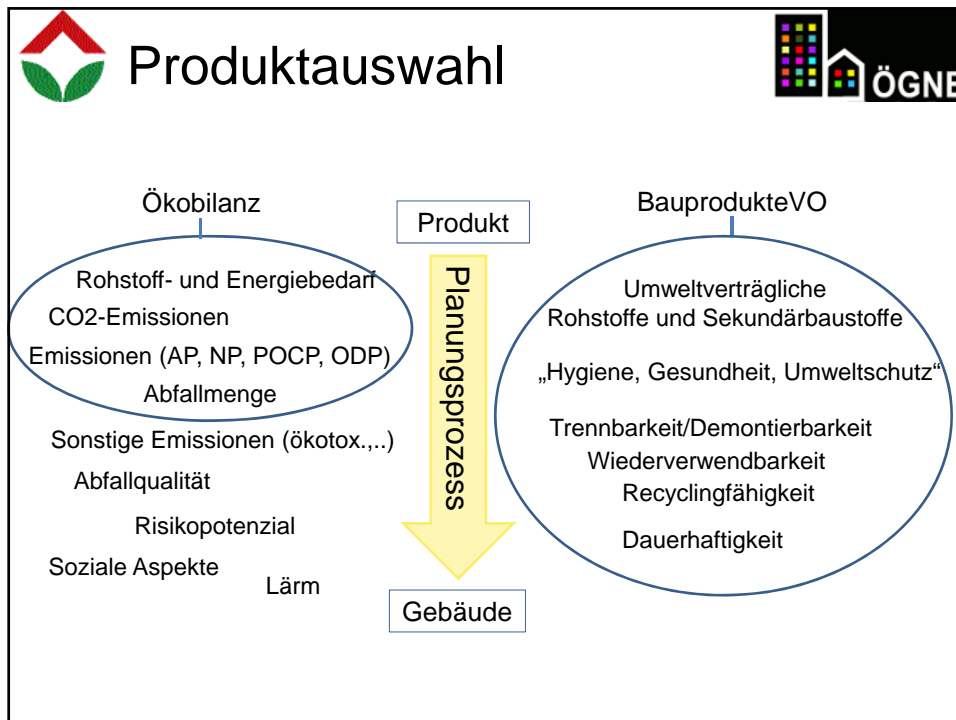 Produktauswahl
ÖGNB
Ökobilanz
Rohstoff- und Energiebedarf
CO2-Emissionen
Emissionen (AP, NP, POCP, ODP)
Abfallmenge
Sonstige Emissionen (ökotox.,..)
Abfallqualität
Risikopotenzial
Soziale Aspekte
Lärm
Produkt
Planungsprozess
Gebäude
BauprodukteVO
Umweltverträgliche
Rohstoffe und Sekundärbaustoffe
„Hygiene, Gesundheit, Umweltschutz“
Trennbarkeit/Demontierbarkeit
Wiederverwendbarkeit
Recyclingfähigkeit
Dauerhaftigkeit